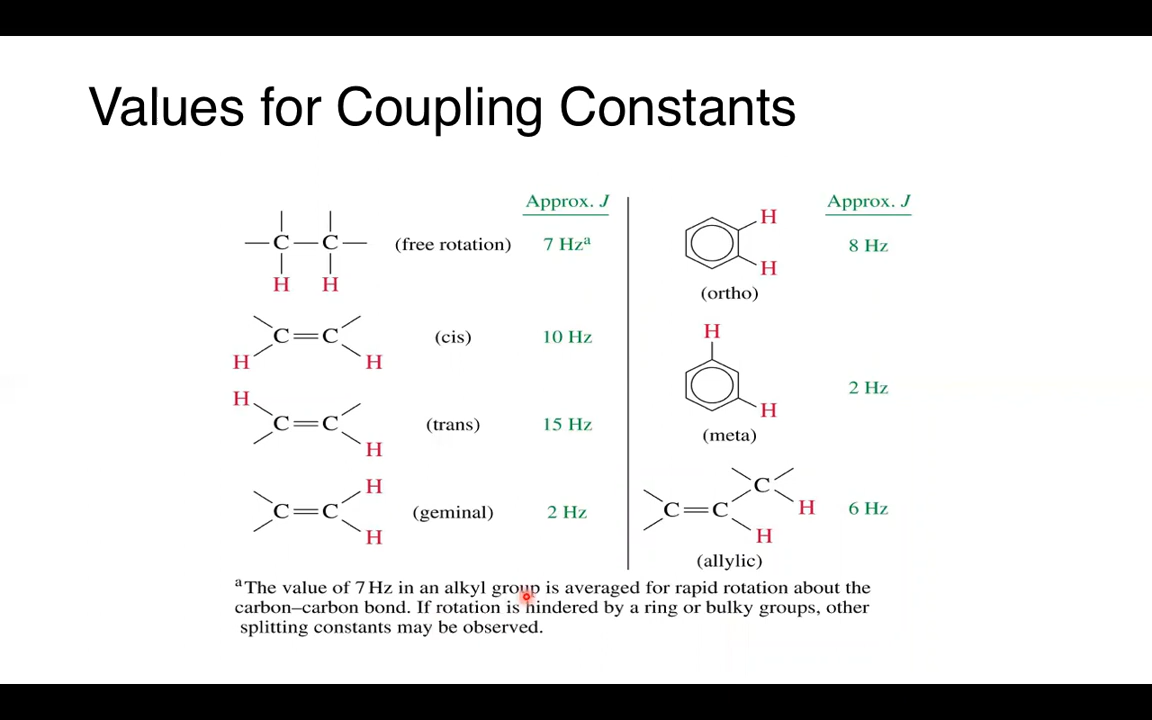 Values for Coupling Constants
Approx. J
C C (free rotation) 7 Hzª
H H
C C (cis) 10 Hz
H H
H
C C (trans) 15 Hz
H
H
C C (geminal) 2 Hz
H
Approx. J
H
8 Hz
H
(ortho)
H
2 Hz
H
(meta)
C
C C H 6 Hz
H
(allylic)
ªThe value of 7 Hz in an alkyl group is averaged for rapid rotation about the
carbon–carbon bond. If rotation is hindered by a ring or bulky groups, other
splitting constants may be observed.